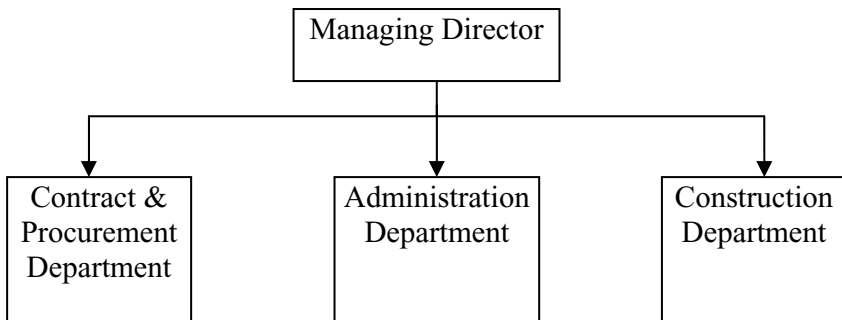 Managing Director
Contract &
Procurement
Department
Administration
Department
Construction
Department